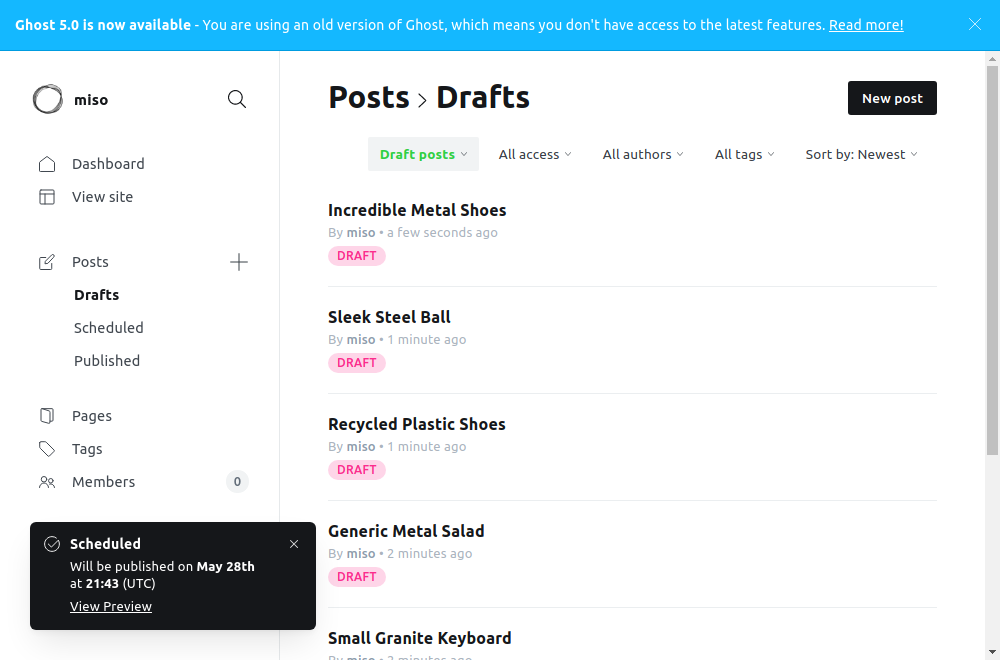 Ghost 5.0 is now available - You are using an old version of Ghost, which means you don't have access to the latest features. Read more!
miso
Dashboard
View site
Posts
Drafts
Scheduled
Published
Pages
Tags
Members 0
Scheduled
Will be published on May 28th
at 21:43 (UTC)
View Preview
Posts > Drafts
New post
Draft posts All access All authors All tags Sort by: Newest
Incredible Metal Shoes
By miso • a few seconds ago
DRAFT
Sleek Steel Ball
By miso • 1 minute ago
DRAFT
Recycled Plastic Shoes
By miso • 1 minute ago
DRAFT
Generic Metal Salad
By miso • 2 minutes ago
DRAFT
Small Granite Keyboard
By miso • 2 minutes ago